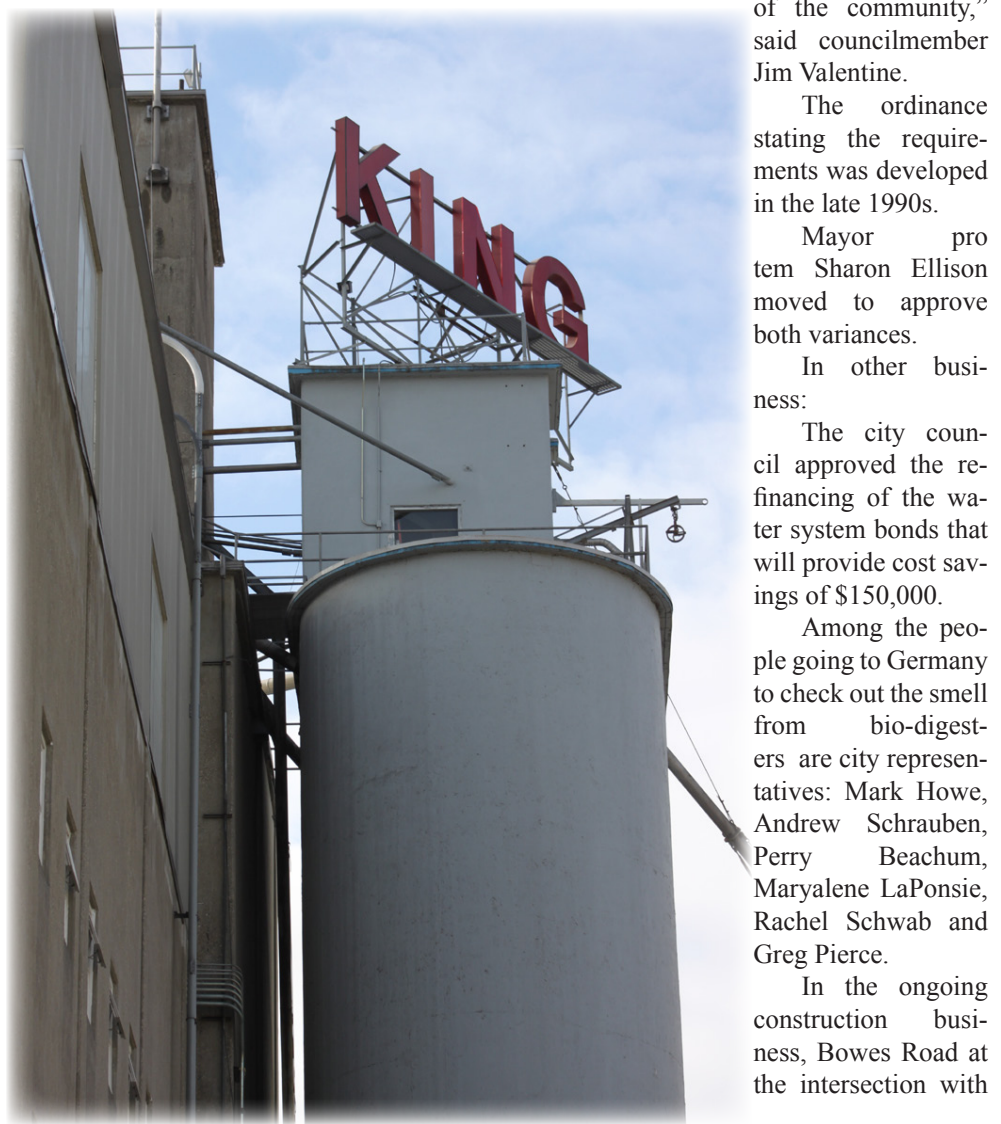 KING
of the community,”
said councilmember
Jim Valentine.
The ordinance
stating the require-
ments was developed
in the late 1990s.
Mayor pro
tem Sharon Ellison
moved to approve
both variances.
In other busi-
ness:
The city coun-
cil approved the re-
financing of the wa-
ter system bonds that
will provide cost sav-
ings of $150,000.
Among the peo-
ple going to Germany
to check out the smell
from bio-digest-
ers are city represen-
tatives: Mark Howe,
Andrew Schrauben,
Perry Beachum,
Maryalene LaPonsie,
Rachel Schwab and
Greg Pierce.
In the ongoing
construction busi-
ness, Bowes Road at
the intersection with